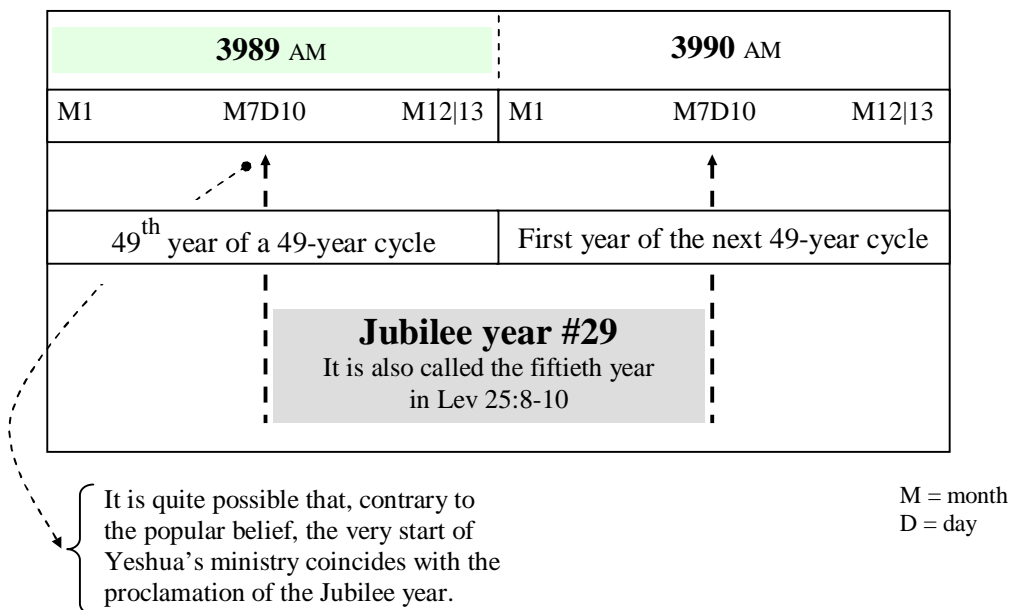 3989 AM 3990 AM
M1 M7D10 M12|13 M1 M7D10 M12|13
49th year of a 49-year cycle First year of the next 49-year cycle
Jubilee year #29
It is also called the fiftieth year
in Lev 25:8-10
It is quite possible that, contrary to
the popular belief, the very start of
Yeshua's ministry coincides with the
proclamation of the Jubilee year.
M = month
D = day